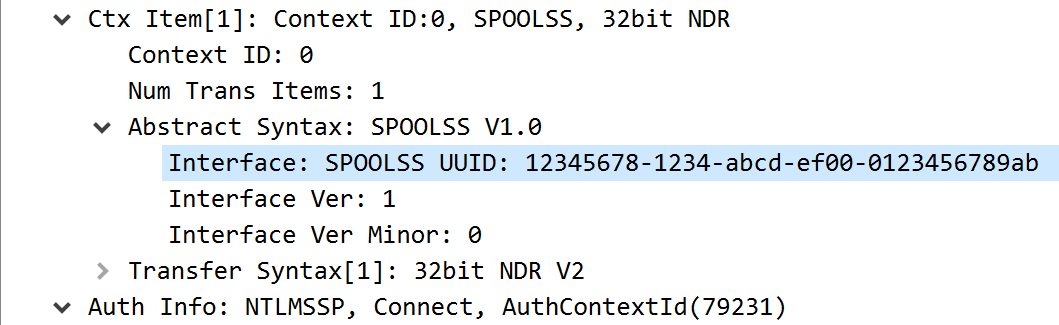 Ctx Item[1]: Context ID:0, SPOOLSS, 32bit NDR
Context ID: 0
Num Trans Items: 1
Abstract Syntax: SPOOLSS V1.0
Interface: SPOOLSS UUID: 12345678-1234-abcd-ef00-0123456789ab
Interface Ver: 1
Interface Ver Minor: 0
Transfer Syntax[1]: 32bit NDR V2
Auth Info: NTLMSSP, Connect, AuthContextId(79231)